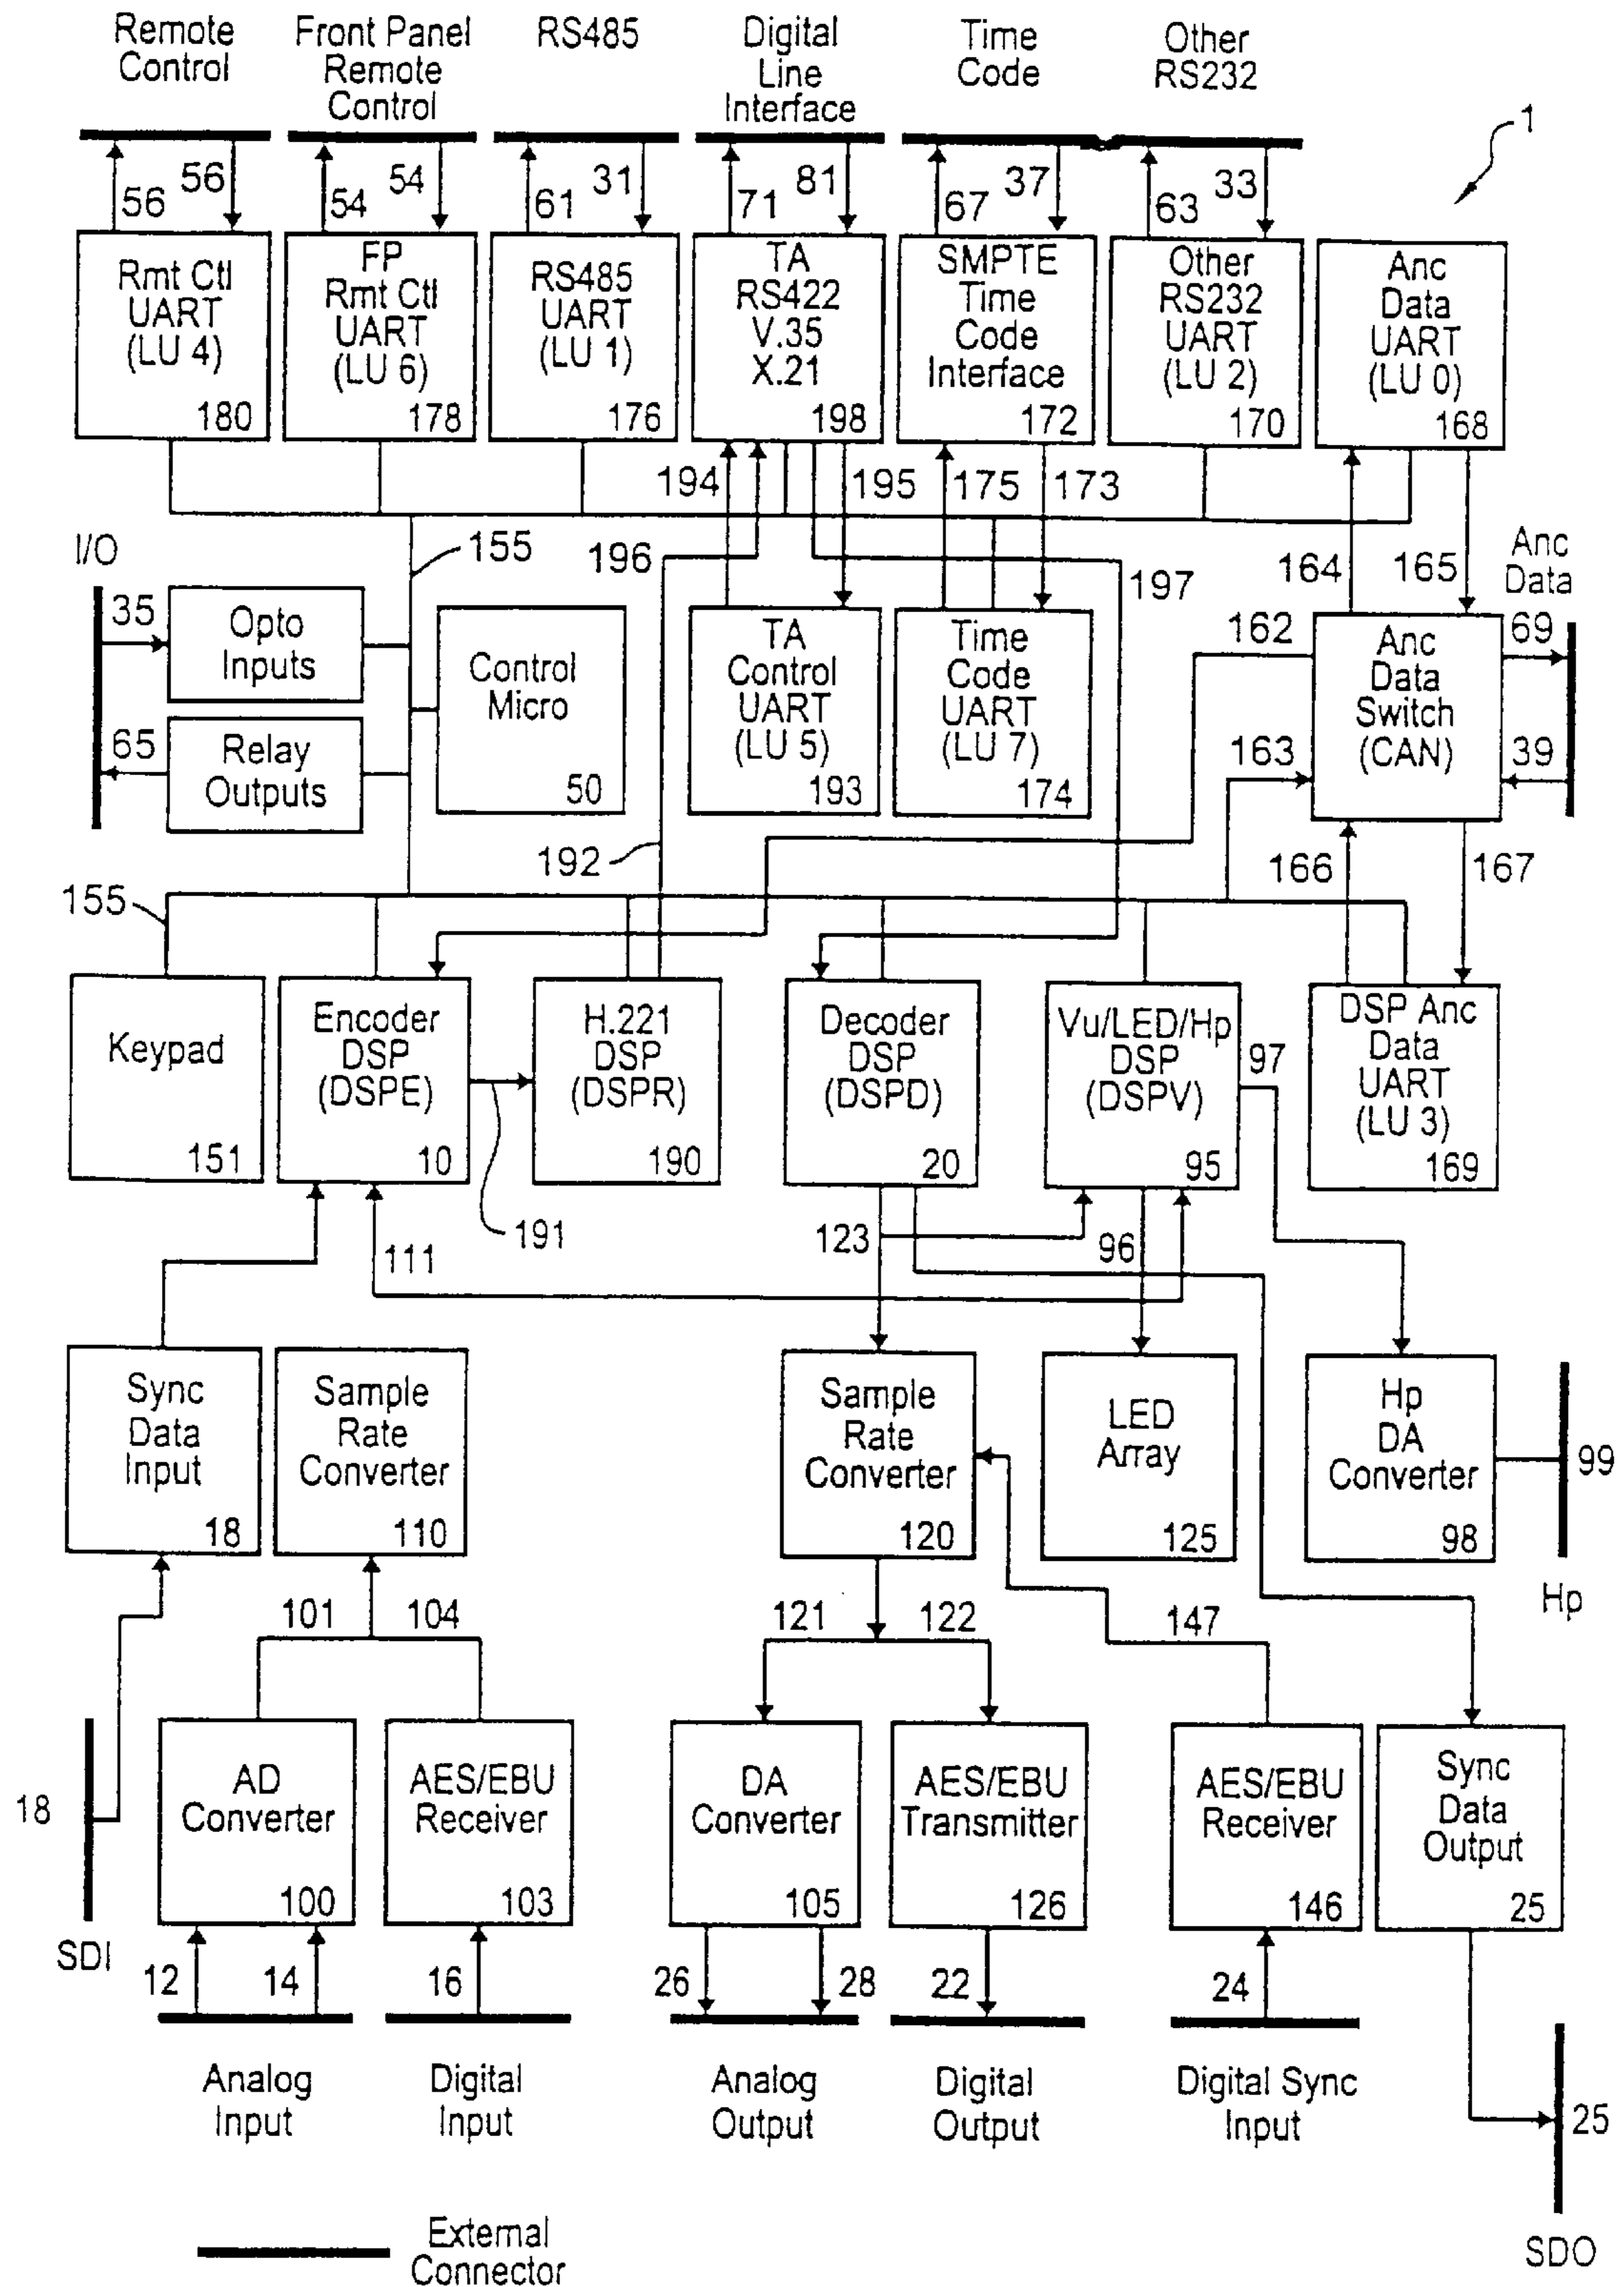 Remote
Control
Front Panel
Remote
Control
RS485
Digital
Line
Interface
Time
Code
Other
RS232
1
56
56
54
54
61
31
71
81
67
37
63
33
Rmt Ctl
UART
(LU 4)
180
FP
Rmt Ctl
UART
(LU 6)
178
RS485
UART
(LU 1)
176
TA
RS422
V.35
X.21
198
SMPTE
Time
Code
Interface
172
Other
RS232
UART
(LU 2)
170
Anc
Data
UART
(LU 0)
168
194
195
175
173
155
196
197
164
165
I/O
35
Opto
Inputs
65
Relay
Outputs
Control
Micro
50
TA
Control
UART
(LU 5)
193
Time
Code
UART
(LU 7)
174
162
163
Anc
Data
Switch
(CAN)
Anc
Data
69
39
192
166
167
155
Keypad
151
Encoder
DSP
(DSPE)
10
H.221
DSP
(DSPR)
190
Decoder
DSP
(DSPD)
20
Vu/LED/Hp
DSP
(DSPV)
95
97
DSP Anc
Data
UART
(LU 3)
169
191
111
123
96
Sync
Data
Input
18
Sample
Rate
Converter
110
Sample
Rate
Converter
120
LED
Array
125
Hp
DA
Converter
98
99
Hp
101
104
121
122
147
18
SDI
AD
Converter
100
AES/EBU
Receiver
103
DA
Converter
105
AES/EBU
Transmitter
126
AES/EBU
Receiver
146
Sync
Data
Output
25
12
14
16
26
28
22
24
Analog
Input
Digital
Input
Analog
Output
Digital
Output
Digital Sync
Input
25
SDO
External
Connector